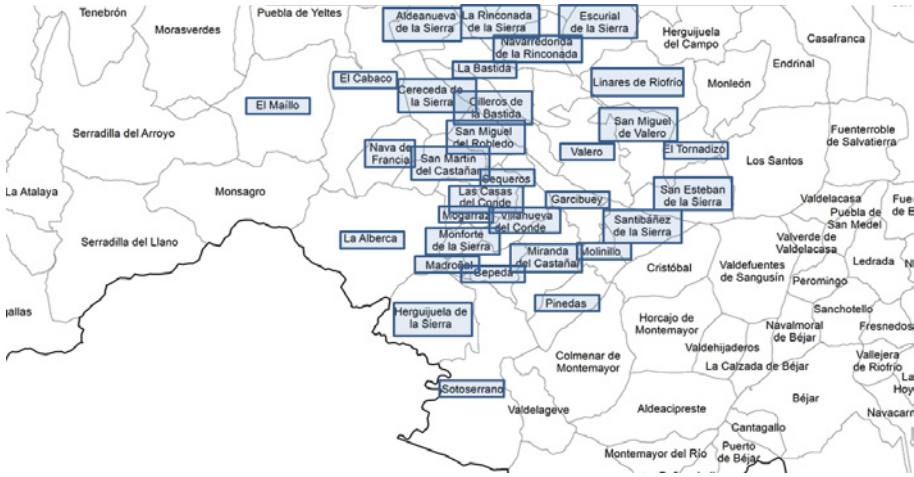 Tenebrón
Puebla de Yeltes
Morasverdes
Aldeanueva
de la Sierra
La Rinconada
de la Sierra
Escurial
de la Sierra
Navarredonda
de la Rinconada
Herguijuela
del Campo
Casafranca
Endrinal
La Bastida
El Cabaco
Linares de Riofrío
Monleón
Cereceda de
la Sierra
Cilleros de
la Bastida
El Maíllo
San Miguel
de Valero
Serradilla del Arroyo
San Miguel
del Robledo
Fuenterroble
de Salvatierra
Nava de
Francia
San Martín
del Castañar
Valero
El Tornadizo
Los Santos
Sequeros
La Atalaya
Monsagro
Las Casas
del Conde
Garcibuey
San Esteban
de la Sierra
Valdelacasa
Puebla de
San Medel
Mogarraz
Villanueva
del Conde
Santibáñez
de la Sierra
Serradilla del Llano
La Alberca
Monforte
de la Sierra
Valverde de
Valdelacasa
Miranda
del Castañar
Molinillo
Ledrada
Madroñal
Cepeda
Cristóbal
Valdefuentes
de Sangusín
Peromingo
Herguijuela de
la Sierra
Pinedas
Sanchotello
Horcajo de
Montemayor
Navalmoral
de Béjar
Fresnedoso
Valdehijaderos
Colmenar de
Montemayor
La Calzada de Béjar
Vallejera
de Riofrío
Sotoserrano
Béjar
Valdelageve
Aldeacipreste
Cantagallo
Montemayor del Río
Puerto
de Béjar